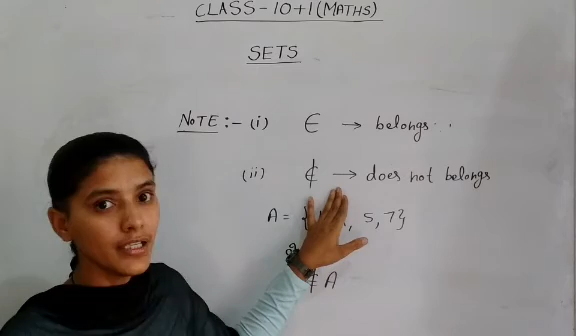 CLASS-10+1(MATHS)
SETS
NOTE:- (i) ∈ → belongs..
(ii) ∉ → does not belongs
A = { 5, 7}
∉ A